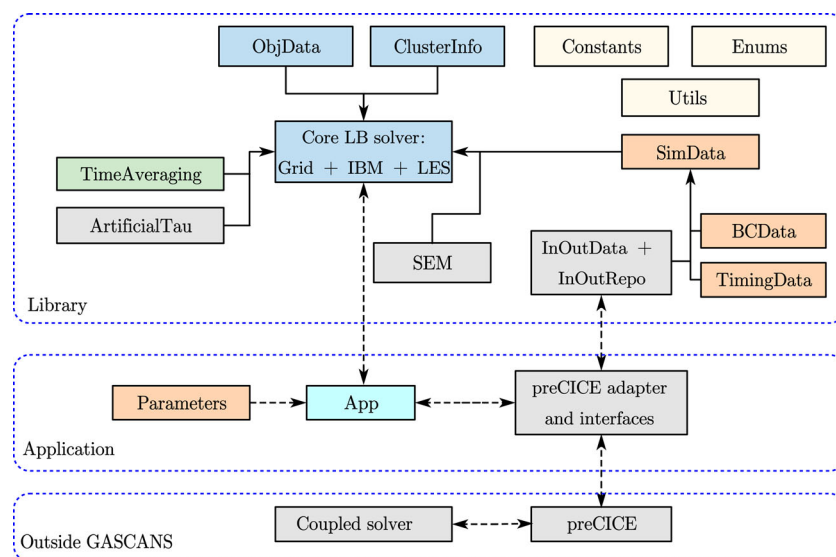 ObjData
ClusterInfo
Constants
Enums
Utils
Core LB solver:
Grid + IBM + LES
SimData
TimeAveraging
ArtificialTau
SEM
InOutData +
InOutRepo
BCData
TimingData
Library
Parameters
App
preCICE adapter
and interfaces
Application
Coupled solver
preCICE
Outside GASCANS